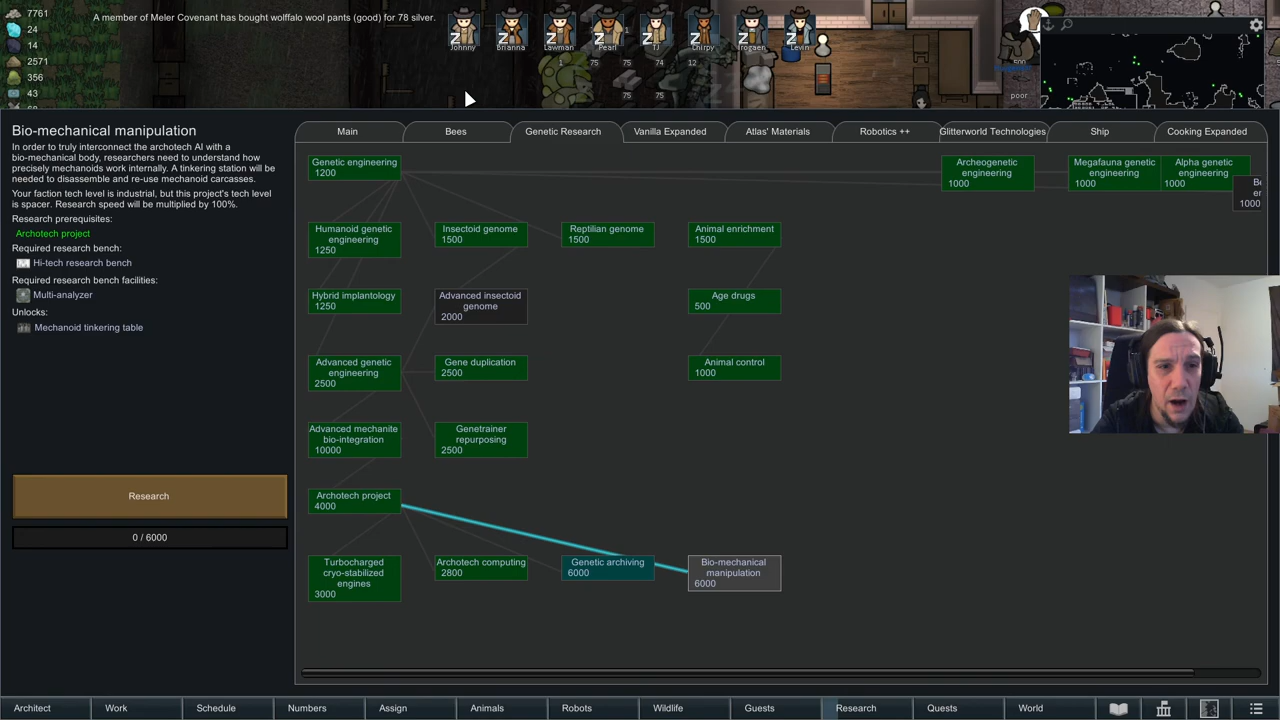 7761
24
14
2571
356
43
A member of Meler Covenant has bought wolffalo wool pants (good) for 78 silver.
Johnny
Brianna
Lawman
Pearl
TJ
Chirpy
Trogaen
Levin
1
75
75
74
12
75
75
500
poor...
Bio-mechanical manipulation
In order to truly interconnect the archotech AI with a
bio-mechanical body, researchers need to understand how
precisely mechanoids work internally. A tinkering station will be
needed to disassemble and re-use mechanoid carcasses.
Your faction tech level is industrial, but this project's tech level
is spacer. Research speed will be multiplied by 100%.
Research prerequisites:
Archotech project
Required research bench:
Hi-tech research bench
Required research bench facilities:
Multi-analyzer
Unlocks:
Mechanoid tinkering table
Research
0 / 6000
Main
Bees
Genetic Research
Vanilla Expanded
Atlas' Materials
Robotics ++
Glitterworld Technologies
Ship
Cooking Expanded
Genetic engineering
1200
Archeogenetic
engineering
1000
Megafauna genetic
engineering
1000
Alpha genetic
engineering
1000
1000
Humanoid genetic
engineering
1250
Insectoid genome
1500
Reptilian genome
1500
Animal enrichment
1500
Hybrid implantology
1250
Advanced insectoid
genome
2000
Age drugs
500
Advanced genetic
engineering
2500
Gene duplication
2500
Animal control
1000
Advanced mechanite
bio-integration
10000
Genetrainer
repurposing
2500
Archotech project
4000
Turbocharged
cryo-stabilized
engines
3000
Archotech computing
2800
Genetic archiving
6000
Bio-mechanical
manipulation
6000
Architect
Work
Schedule
Numbers
Assign
Animals
Robots
Wildlife
Guests
Research
Quests
World